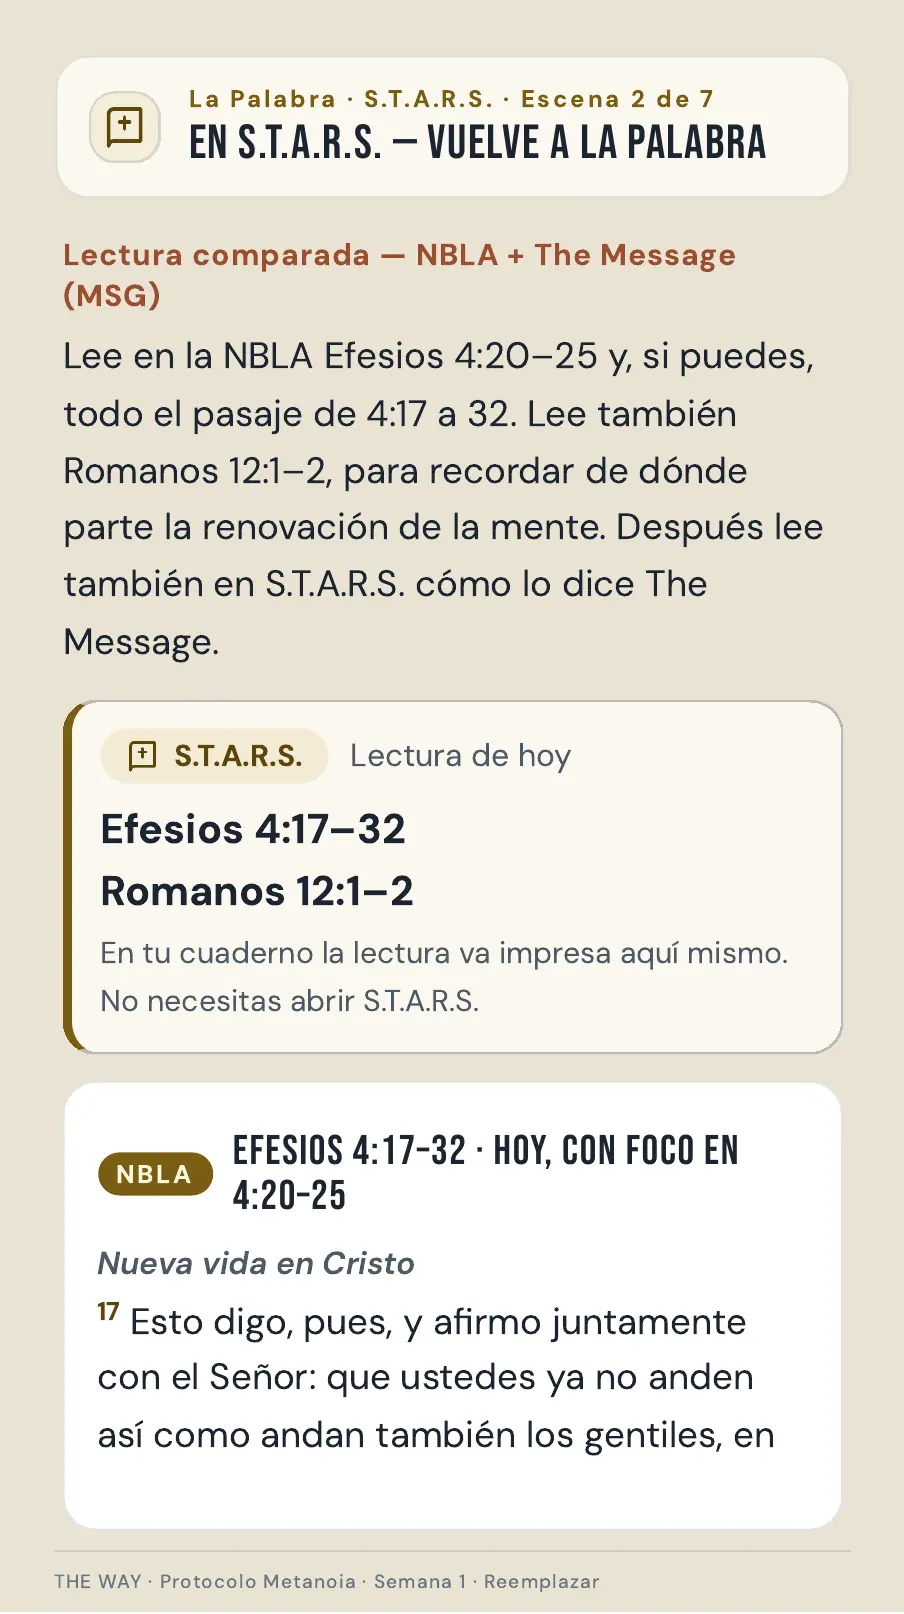 La Palabra · S.T.A.R.S. · Escena 2 de 7
EN S.T.A.R.S. — VUELVE A LA PALABRA
Lectura comparada — NBLA + The Message
(MSG)
Lee en la NBLA Efesios 4:20–25 y, si puedes,
todo el pasaje de 4:17 a 32. Lee también
Romanos 12:1–2, para recordar de dónde
parte la renovación de la mente. Después lee
también en S.T.A.R.S. cómo lo dice The
Message.
S.T.A.R.S. Lectura de hoy
Efesios 4:17–32
Romanos 12:1–2
En tu cuaderno la lectura va impresa aquí mismo.
No necesitas abrir S.T.A.R.S.
NBLA
EFESIOS 4:17–32 · HOY, CON FOCO EN
4:20–25
Nueva vida en Cristo
17 Esto digo, pues, y afirmo juntamente
con el Señor: que ustedes ya no anden
así como andan también los gentiles, en
THE WAY · Protocolo Metanoia · Semana 1 · Reemplazar